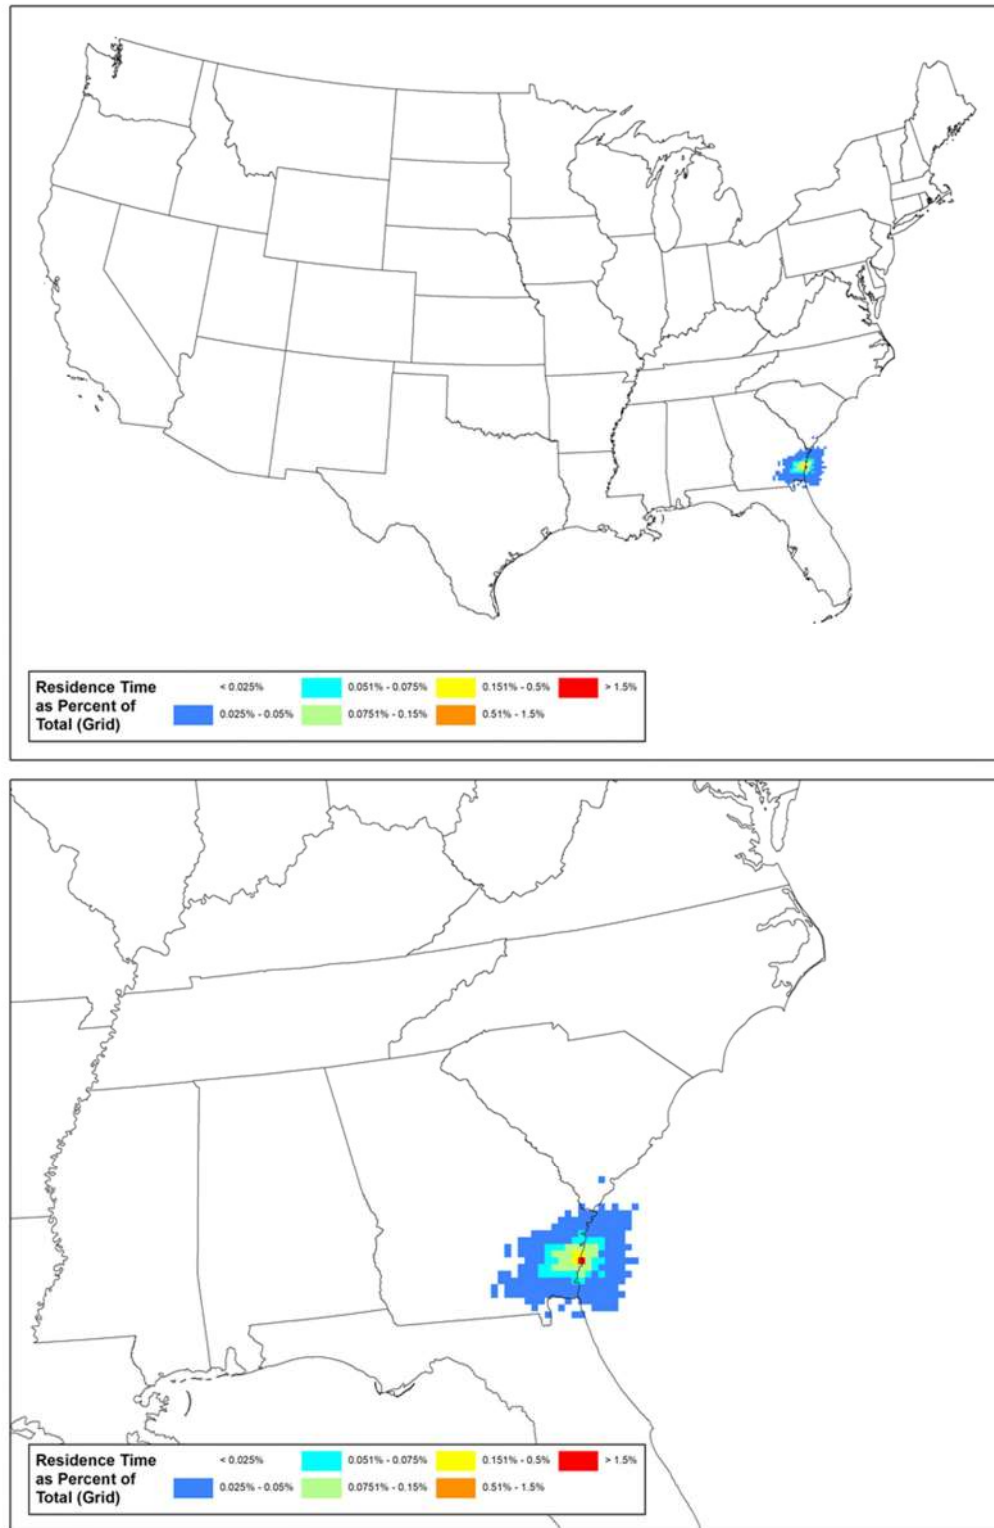 Residence Time
as Percent of
Total (Grid)
< 0.025%
0.051% - 0.075%
0.151% - 0.5%
> 1.5%
0.025% - 0.05%
0.0751% - 0.15%
0.51% - 1.5%
Residence Time
as Percent of
Total (Grid)
< 0.025%
0.051% - 0.075%
0.151% - 0.5%
> 1.5%
0.025% - 0.05%
0.0751% - 0.15%
0.51% - 1.5%